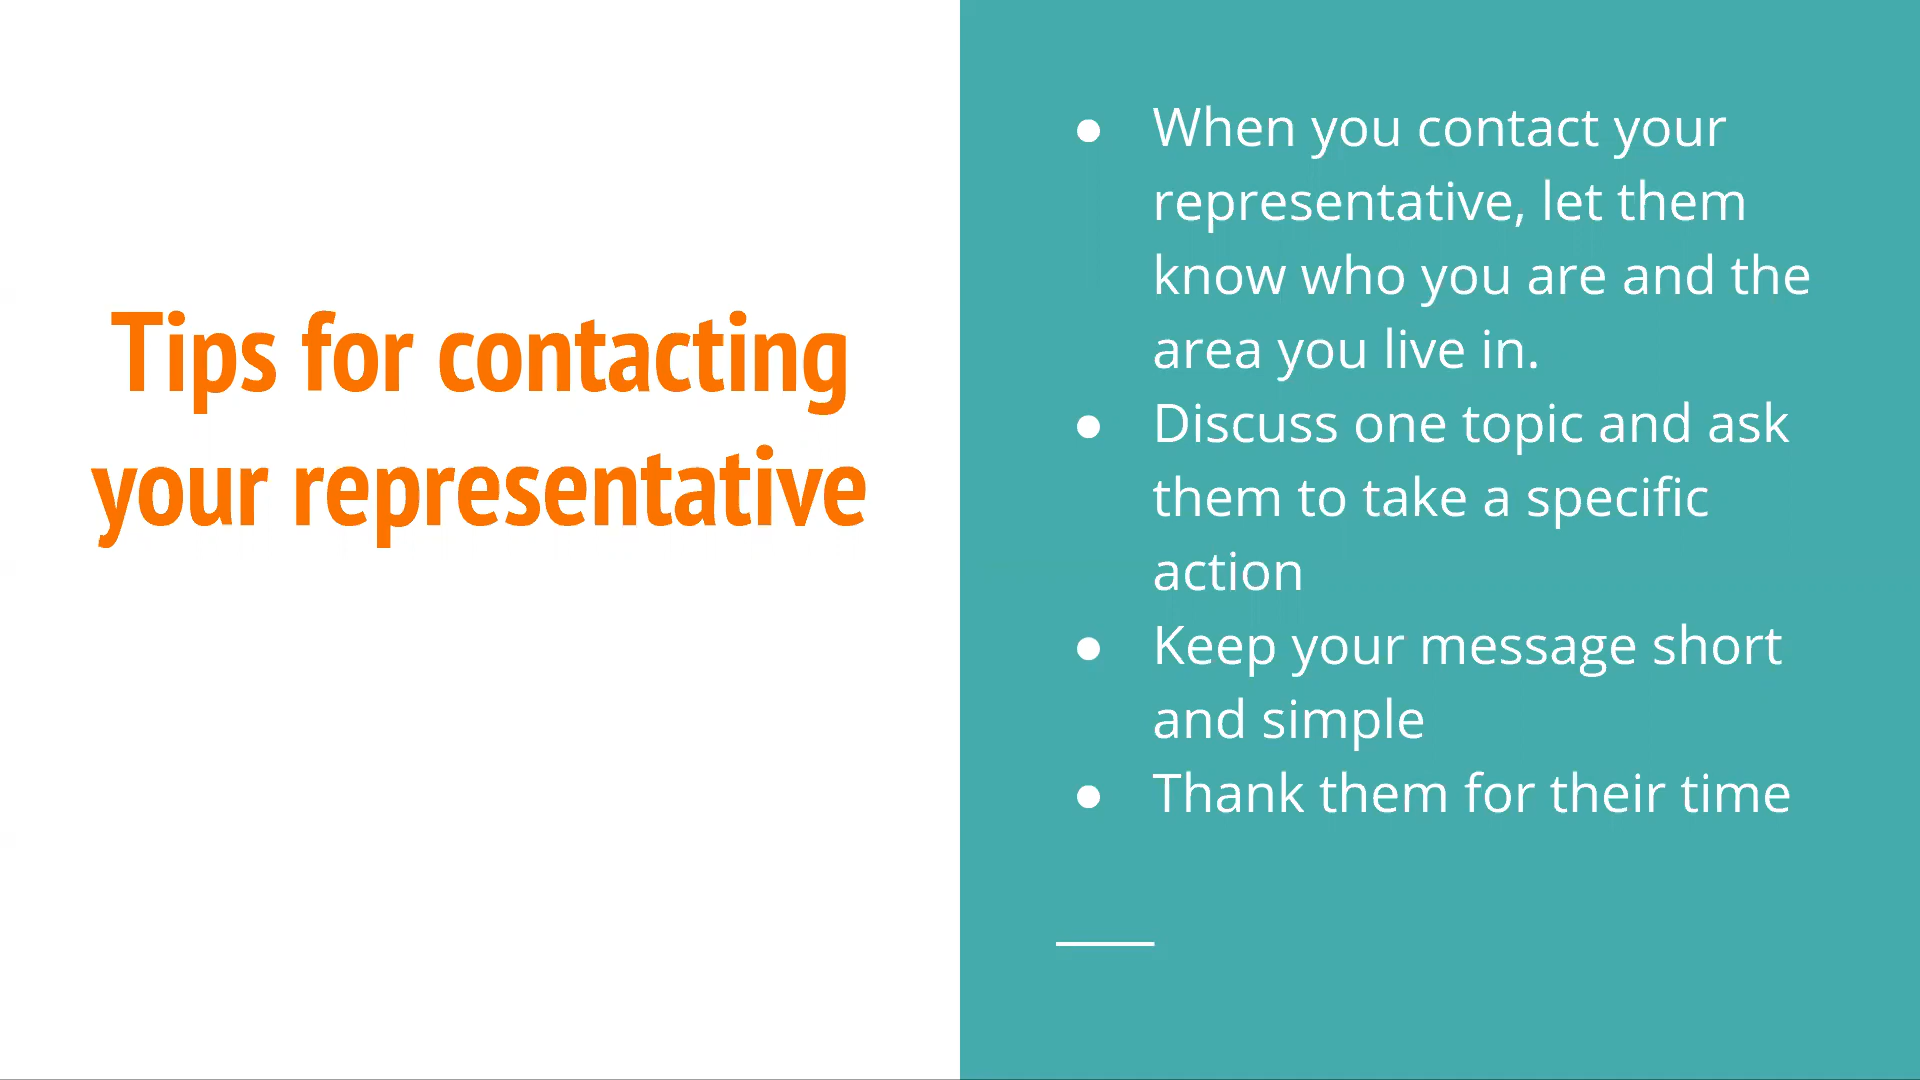 Tips for contacting
your representative
● When you contact your
representative, let them
know who you are and the
area you live in.
● Discuss one topic and ask
them to take a specific
action
● Keep your message short
and simple
● Thank them for their time